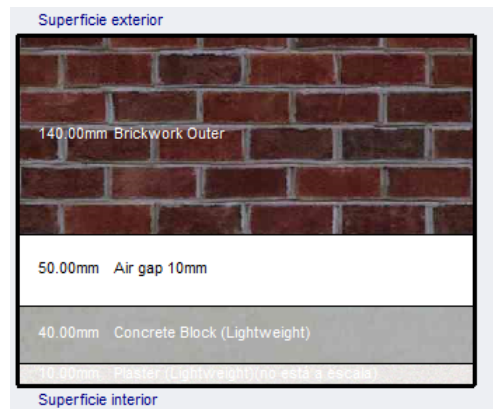 Superficie exterior
140.00mm Brickwork Outer
50.00mm Air gap 10mm
40.00mm Concrete Block (Lightweight)
10.00mm Plaster (Lightweight)(no está a escala)
Superficie interior